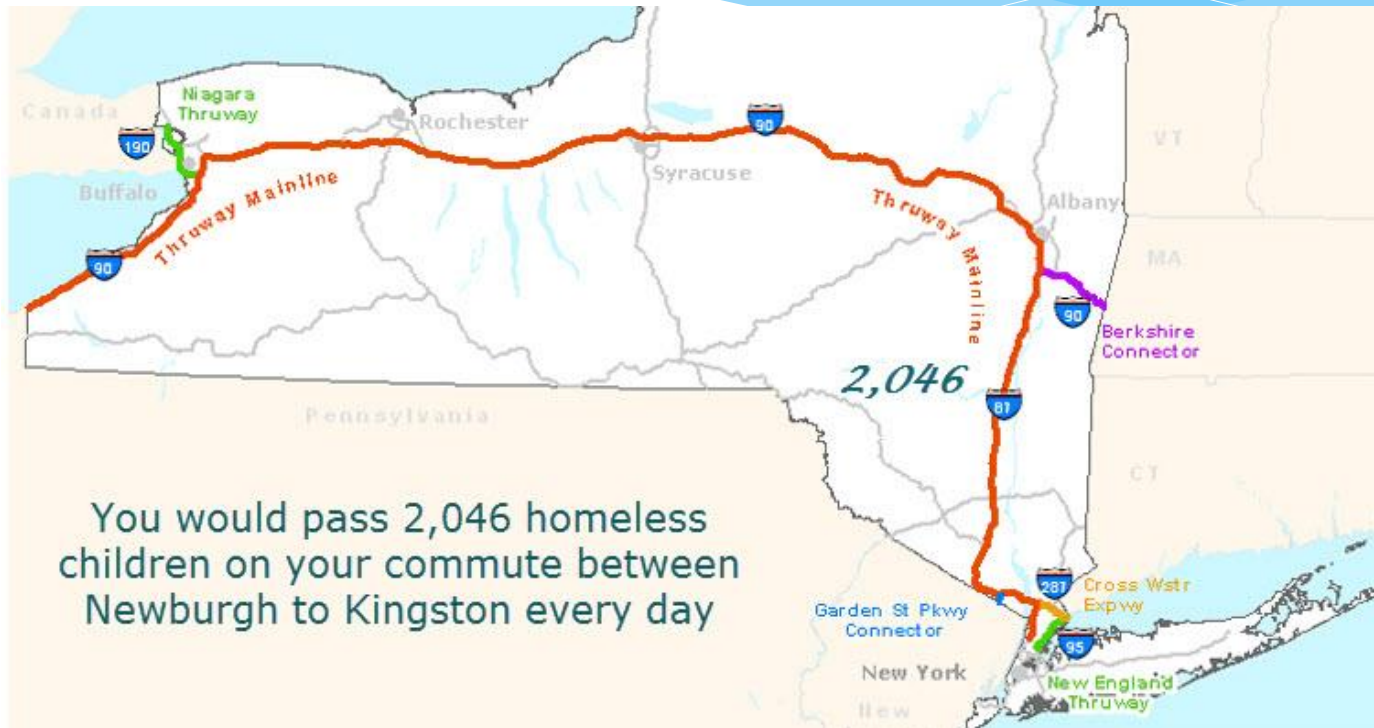 Canada
Niagara
Thruway
190
Buffalo
Rochester
90
Syracuse
VT
Thruway Mainline
Thruway Mainline
Albany
90
MA
90
Berkshire
Connector
2,046
87
Pennsylvania
CT
You would pass 2,046 homeless
children on your commute between
Newburgh to Kingston every day
287
Cross Wstr
Expwy
Garden St Pkwy
Connector
95
New York
New England
Thruway
New